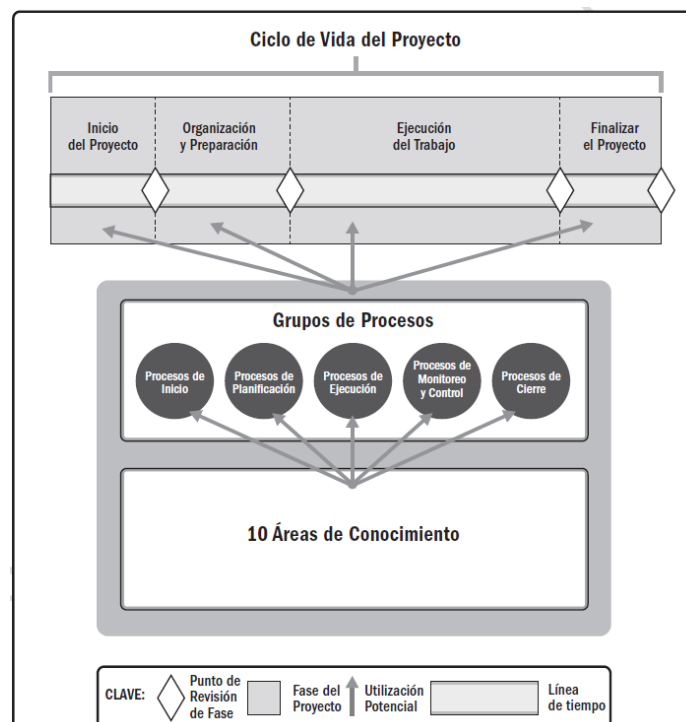 Ciclo de Vida del Proyecto
Inicio
del Proyecto
Organización
y Preparación
Ejecución
del Trabajo
Finalizar
el Proyecto
Grupos de Procesos
Procesos de
Inicio
Procesos de
Planificación
Procesos de
Ejecución
Procesos de
Monitoreo
y Control
Procesos de
Cierre
10 Áreas de Conocimiento
CLAVE:
Punto de
Revisión
de Fase
Fase del
Proyecto
Utilización
Potencial
Línea
de tiempo